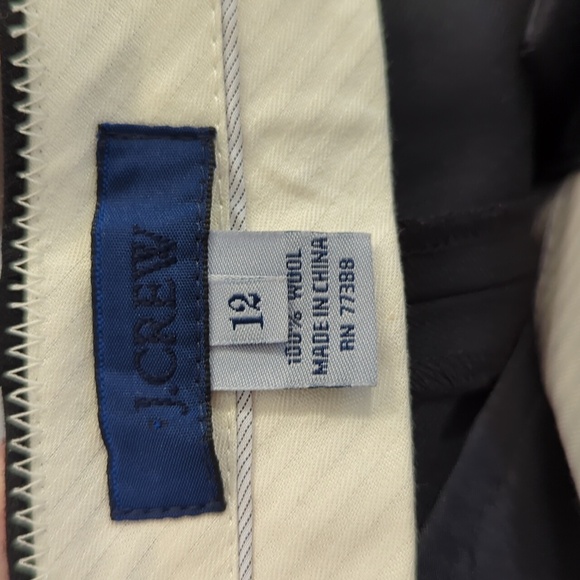 J.CREW
12
100% WOOL
MADE IN CHINA
RN 77388